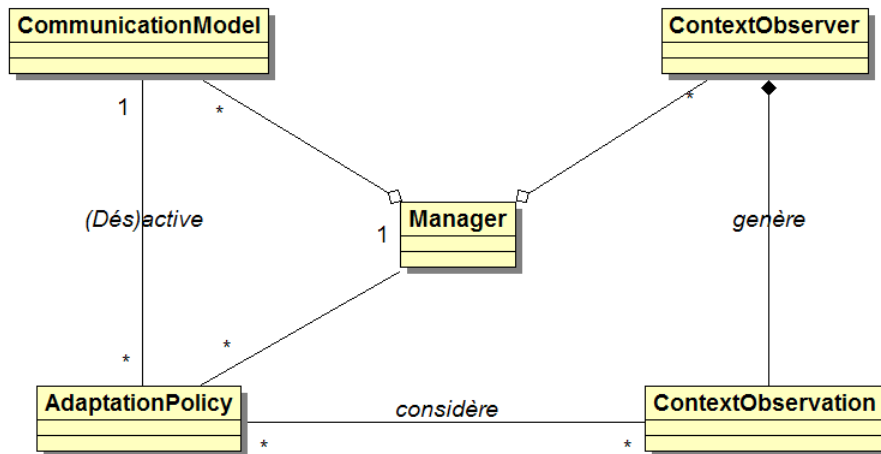 CommunicationModel
ContextObserver
1
*
*
(Dés)active
1
Manager
genère
*
*
AdaptationPolicy
considère
ContextObservation
*
*